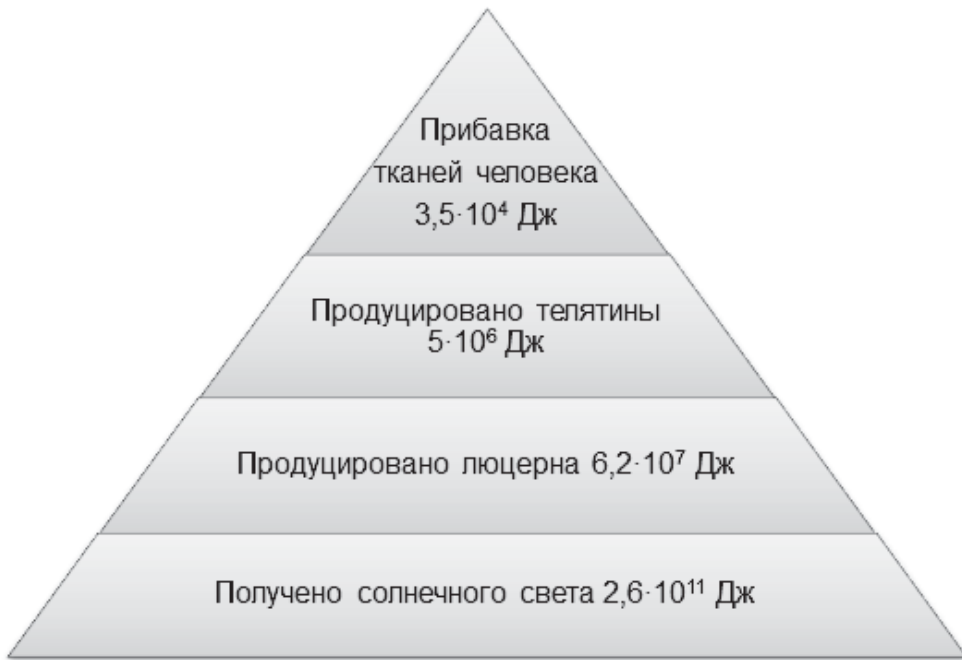 Прибавка
тканей человека
3,5·10⁴ Дж
Продуцировано телятины
5·10⁶ Дж
Продуцировано люцерна 6,2·10⁷ Дж
Получено солнечного света 2,6·10¹¹ Дж